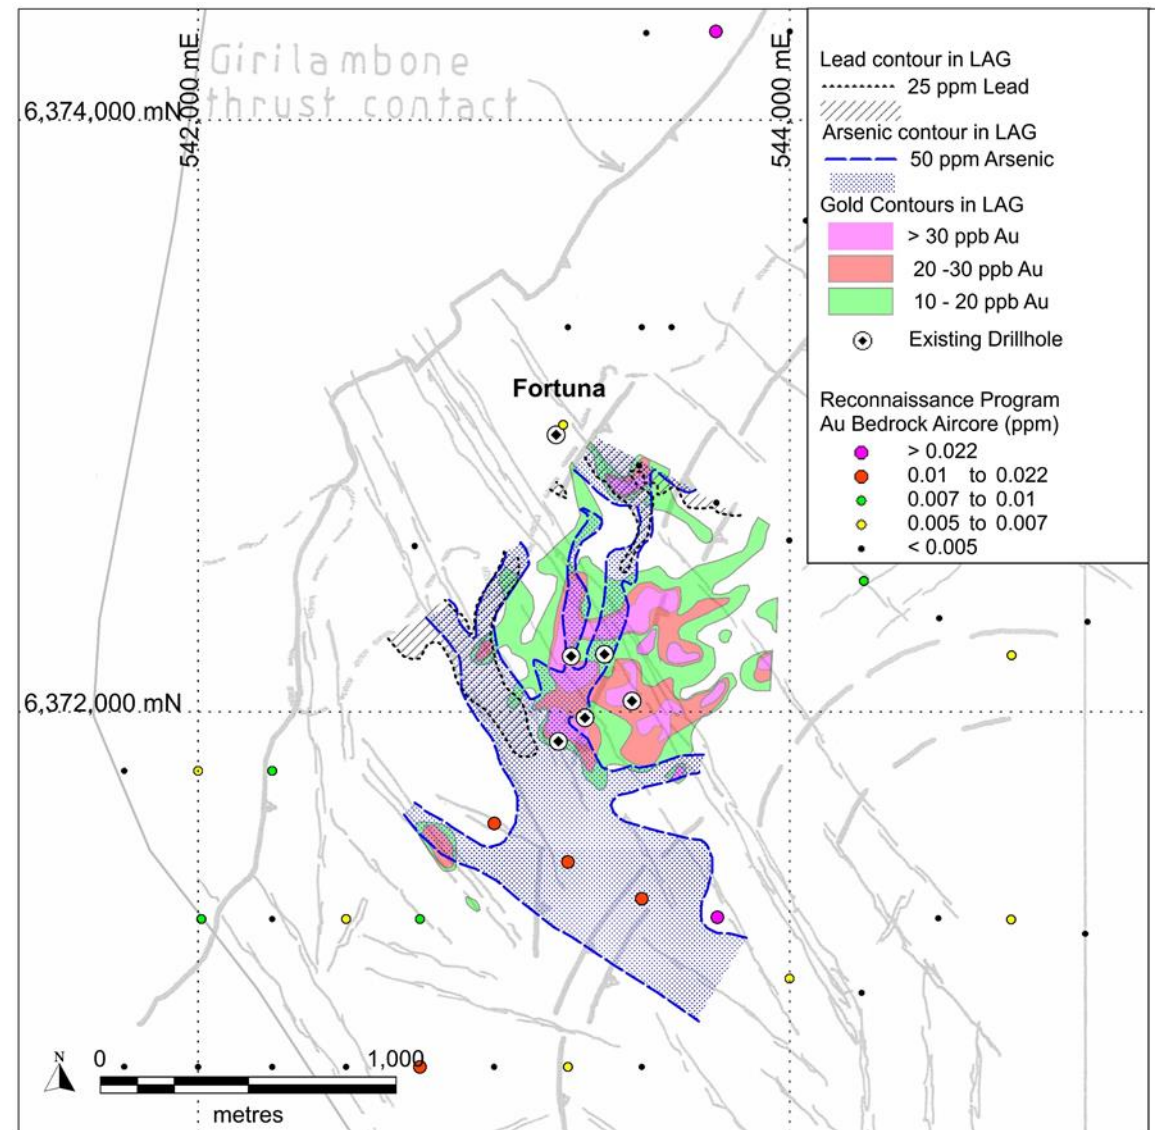 Girilambone
thrust contact
6,374,000 mN
542,000 mE
544,000 mE
Fortuna
6,372,000 mN
Lead contour in LAG
25 ppm Lead
Arsenic contour in LAG
50 ppm Arsenic
Gold Contours in LAG
> 30 ppb Au
20 -30 ppb Au
10 - 20 ppb Au
Existing Drillhole
Reconnaissance Program
Au Bedrock Aircore (ppm)
> 0.022
0.01 to 0.022
0.007 to 0.01
0.005 to 0.007
< 0.005
N
0 1,000
metres